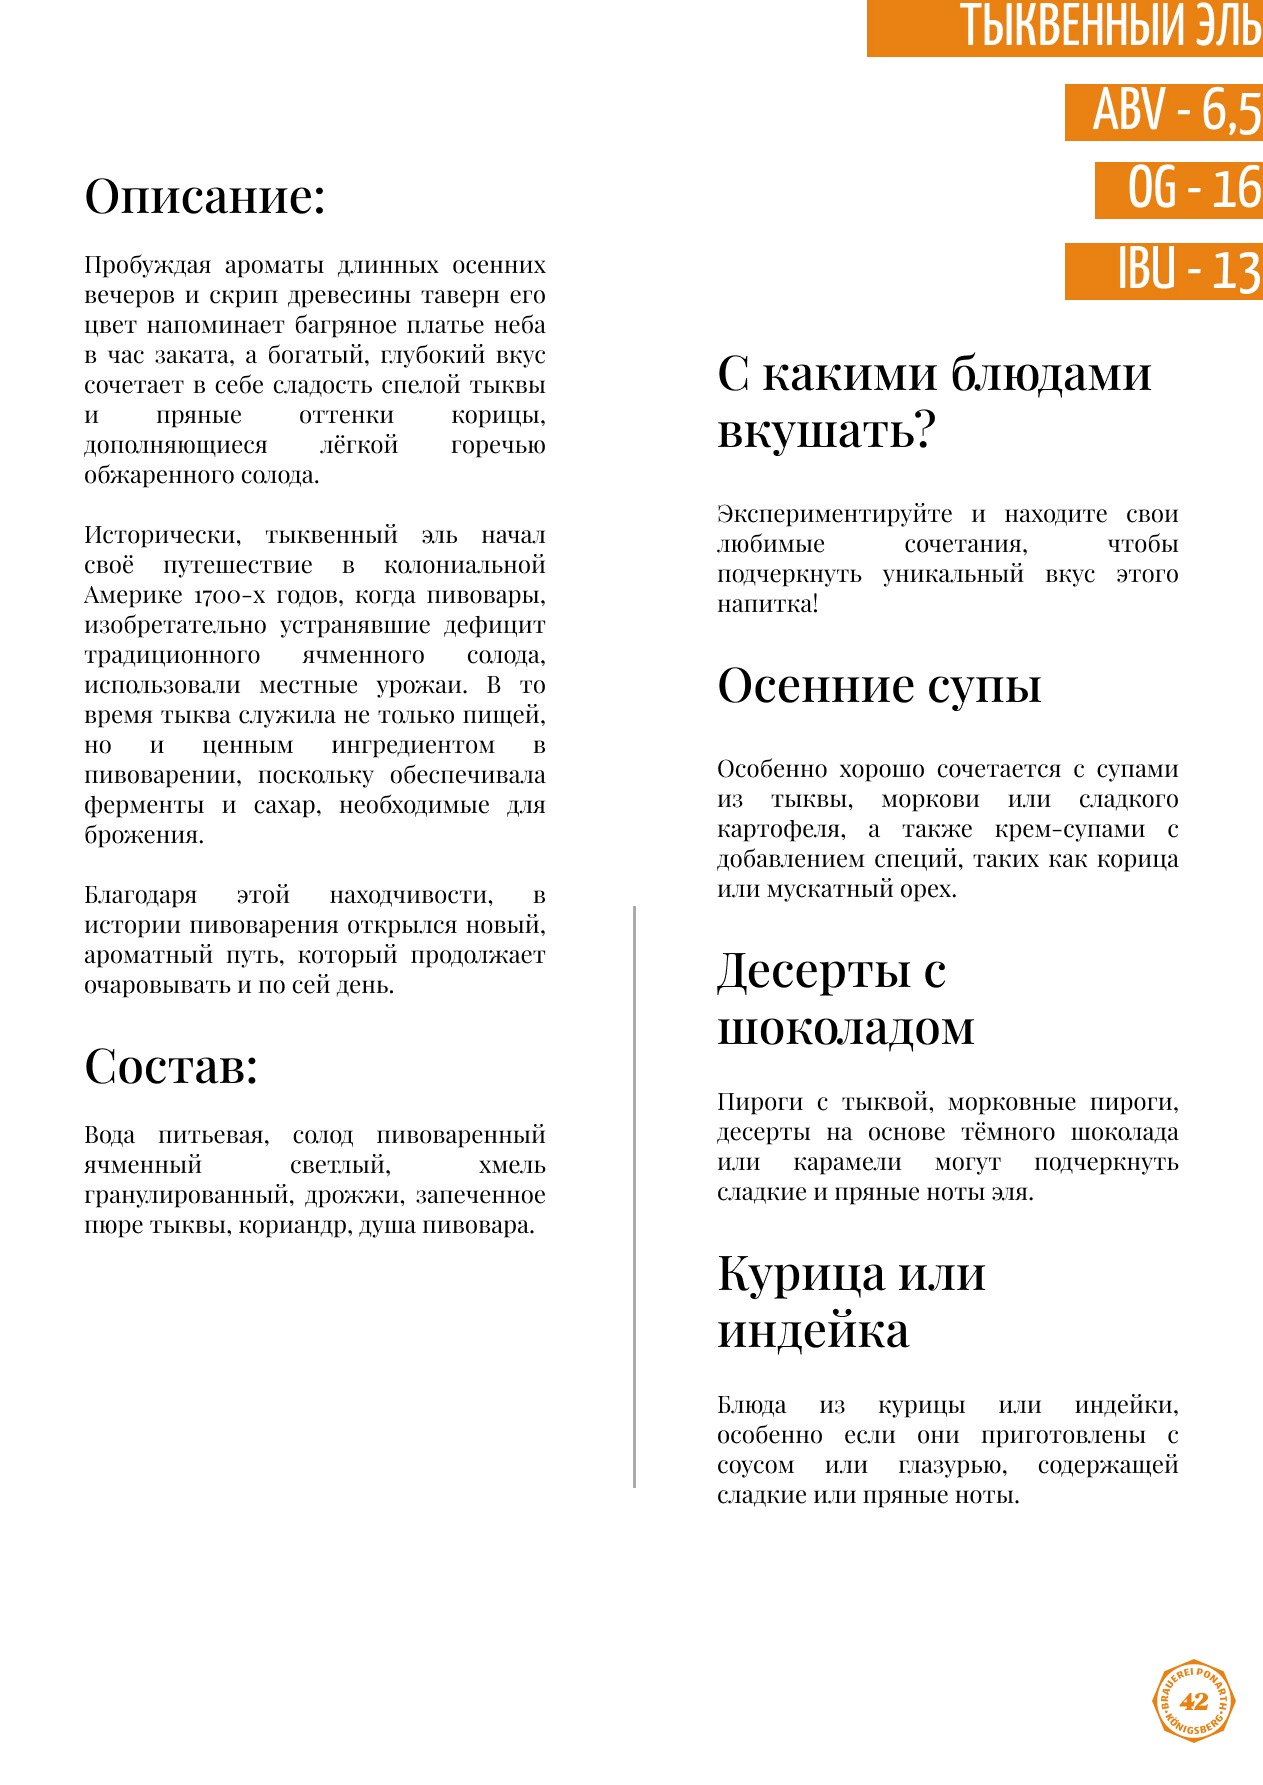 ТЫКВЕННЫЙ ЭЛЬ
ABV - 6,5
OG - 16
IBU - 13
Описание:
Пробуждая ароматы длинных осенних
вечеров и скрип древесины таверн его
цвет напоминает багряное платье неба
в час заката, а богатый, глубокий вкус
сочетает в себе сладость спелой тыквы
и пряные оттенки корицы,
дополняющиеся лёгкой горечью
обжаренного солода.
Исторически, тыквенный эль начал
своё путешествие в колониальной
Америке 1700-х годов, когда пивовары,
изобретательно устранявшие дефицит
традиционного ячменного солода,
использовали местные урожаи. В то
время тыква служила не только пищей,
но и ценным ингредиентом в
пивоварении, поскольку обеспечивала
ферменты и сахар, необходимые для
брожения.
Благодаря этой находчивости, в
истории пивоварения открылся новый,
ароматный путь, который продолжает
очаровывать и по сей день.
Состав:
Вода питьевая, солод пивоваренный
ячменный светлый, хмель
гранулированный, дрожжи, запеченное
пюре тыквы, кориандр, душа пивовара.
С какими блюдами
вкушать?
Экспериментируйте и находите свои
любимые сочетания, чтобы
подчеркнуть уникальный вкус этого
напитка!
Осенние супы
Особенно хорошо сочетается с супами
из тыквы, моркови или сладкого
картофеля, а также крем-супами с
добавлением специй, таких как корица
или мускатный орех.
Десерты с
шоколадом
Пироги с тыквой, морковные пироги,
десерты на основе тёмного шоколада
или карамели могут подчеркнуть
сладкие и пряные ноты эля.
Курица или
индейка
Блюда из курицы или индейки,
особенно если они приготовлены с
соусом или глазурью, содержащей
сладкие или пряные ноты.
BRAUEREI PONARTH
42
KÖNIGSBERG